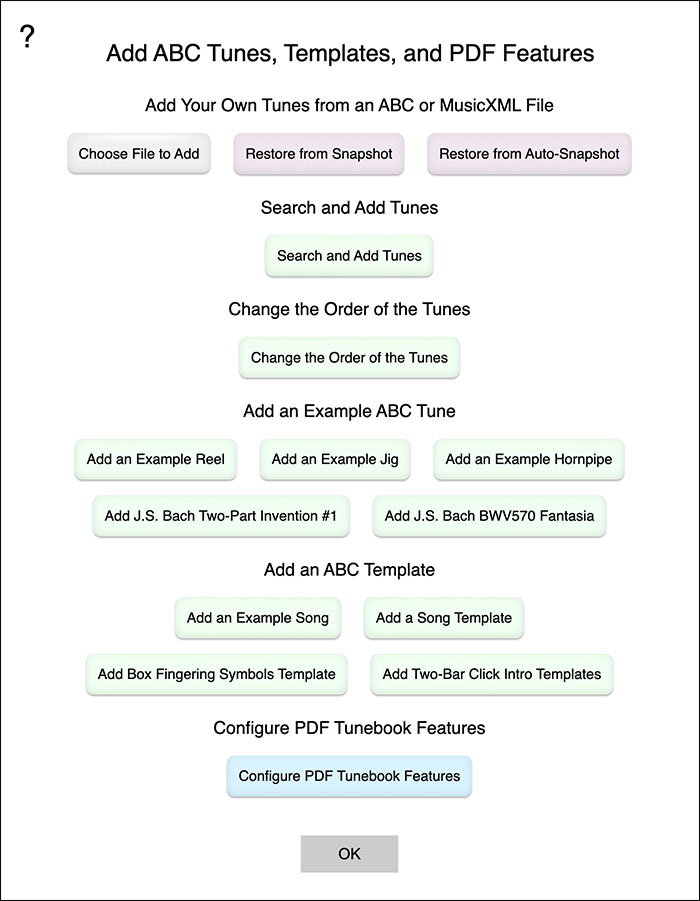 ?
Add ABC Tunes, Templates, and PDF Features
Add Your Own Tunes from an ABC or MusicXML File
Choose File to Add Restore from Snapshot Restore from Auto-Snapshot
Search and Add Tunes
Search and Add Tunes
Change the Order of the Tunes
Change the Order of the Tunes
Add an Example ABC Tune
Add an Example Reel Add an Example Jig Add an Example Hornpipe
Add J.S. Bach Two-Part Invention #1 Add J.S. Bach BWV570 Fantasia
Add an ABC Template
Add an Example Song Add a Song Template
Add Box Fingering Symbols Template Add Two-Bar Click Intro Templates
Configure PDF Tunebook Features
Configure PDF Tunebook Features
OK